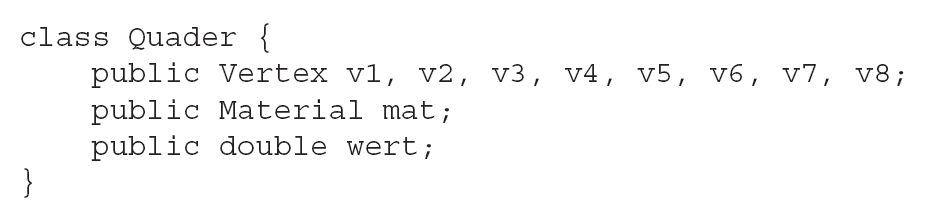 class Quader {
    public Vertex v1, v2, v3, v4, v5, v6, v7, v8;
    public Material mat;
    public double wert;
}